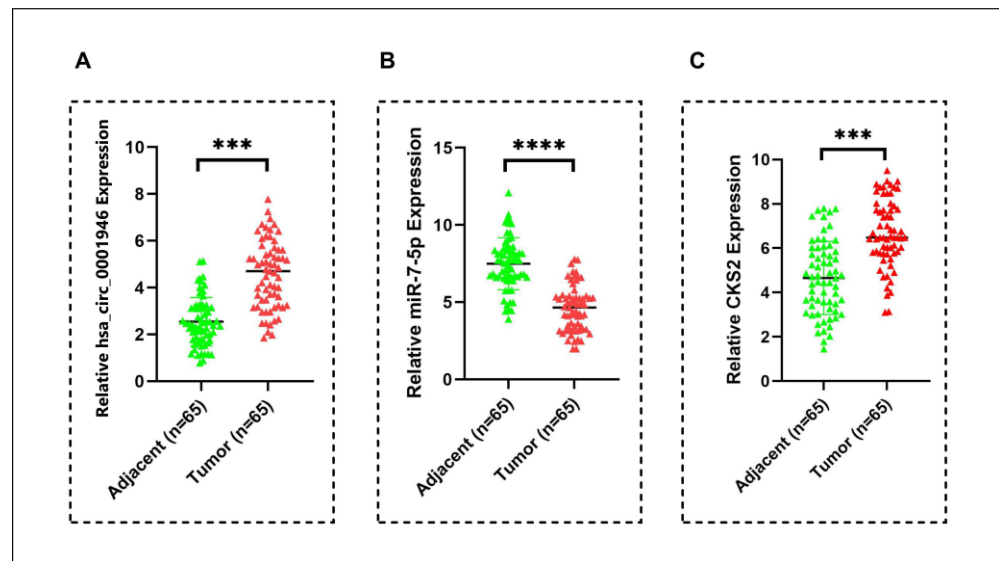 A
B
C
Relative hsa_circ_0001946 Expression
10
8
6
4
2
0
***
Adjacent (n=65)
Tumor (n=65)
Relative miR-7-5p Expression
15
10
5
0
****
Adjacent (n=65)
Tumor (n=65)
Relative CKS2 Expression
10
8
6
4
2
0
***
Adjacent (n=65)
Tumor (n=65)